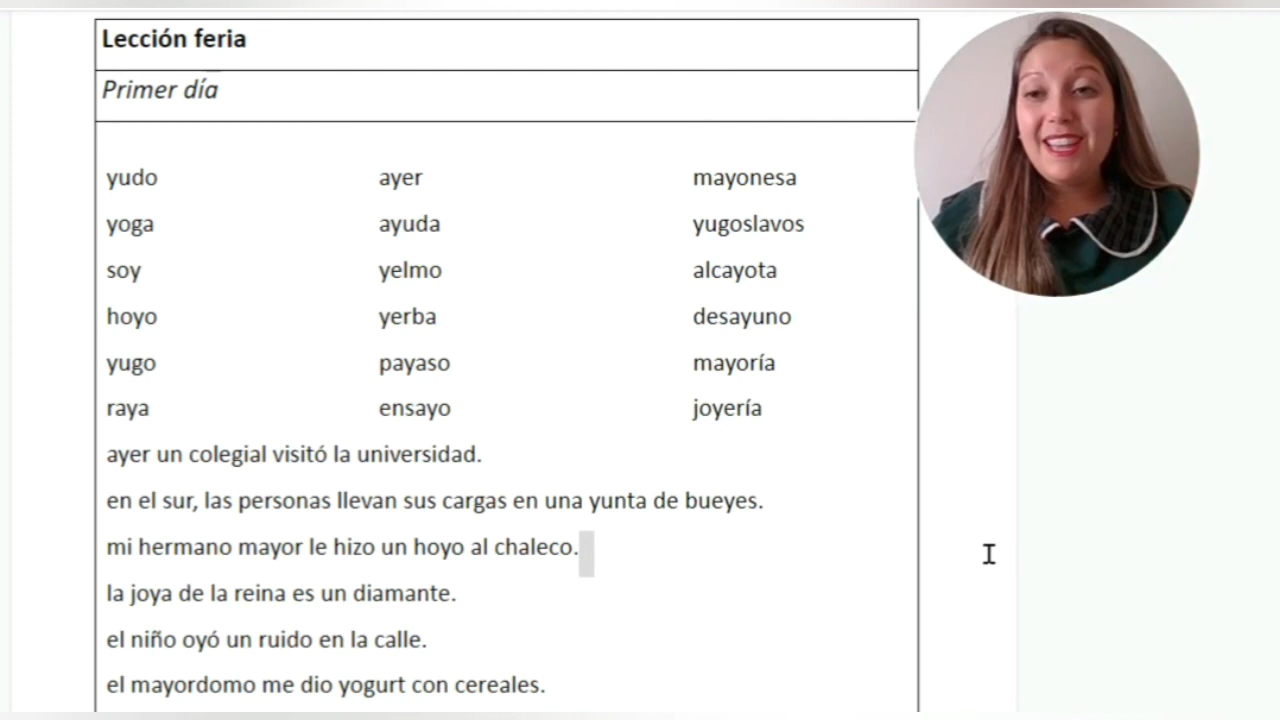 Lección feria
Primer día
yudo ayer mayonesa
yoga ayuda yugoslavos
soy yelmo alcayota
hoyo yerba desayuno
yugo payaso mayoría
raya ensayo joyería
ayer un colegial visitó la universidad.
en el sur, las personas llevan sus cargas en una yunta de bueyes.
mi hermano mayor le hizo un hoyo al chaleco.
la joya de la reina es un diamante.
el niño oyó un ruido en la calle.
el mayordomo me dio yogurt con cereales.